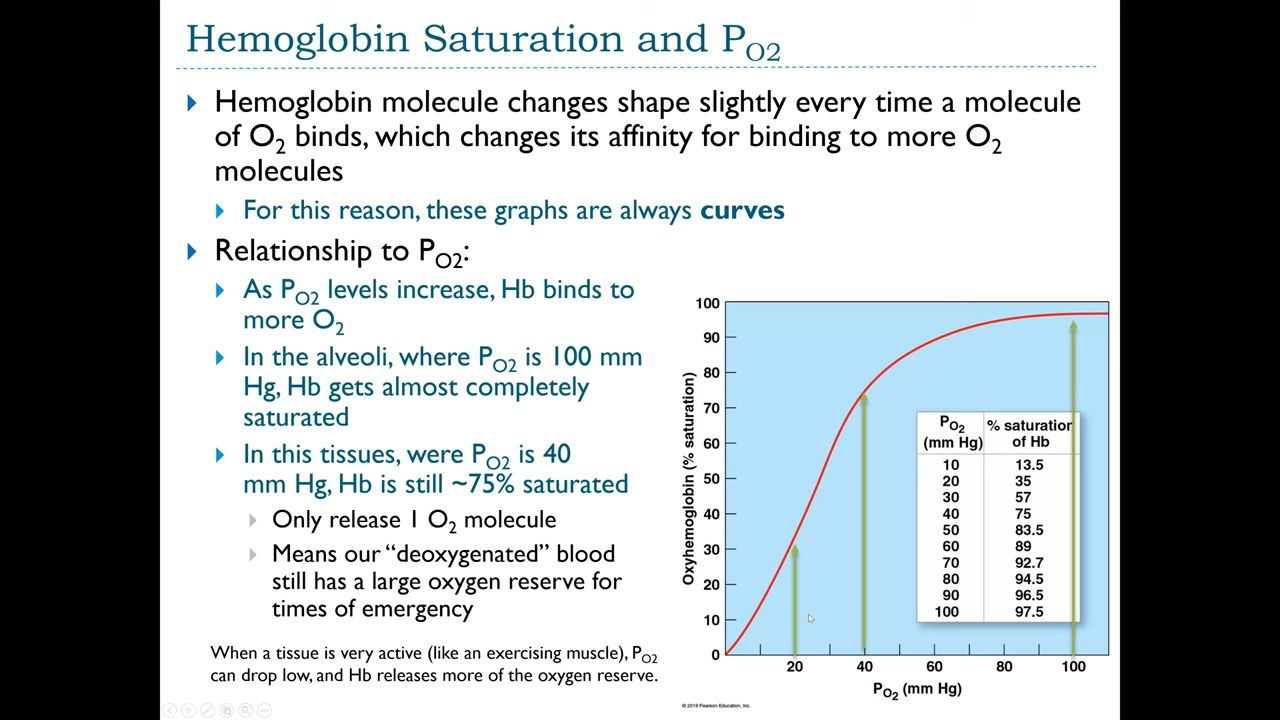 Hemoglobin Saturation and PO2
Hemoglobin molecule changes shape slightly every time a molecule
of O2 binds, which changes its affinity for binding to more O2
molecules
For this reason, these graphs are always curves
Relationship to PO2:
As PO2 levels increase, Hb binds to
more O2
In the alveoli, where PO2 is 100 mm
Hg, Hb gets almost completely
saturated
In this tissues, were PO2 is 40
mm Hg, Hb is still ~75% saturated
Only release 1 O2 molecule
Means our “deoxygenated” blood
still has a large oxygen reserve for
times of emergency
When a tissue is very active (like an exercising muscle), PO2
can drop low, and Hb releases more of the oxygen reserve.
Oxyhemoglobin (% saturation)
100
90
80
70
60
50
40
30
20
10
0
PO2 % saturation
(mm Hg) of Hb
10 13.5
20 35
30 57
40 75
50 83.5
60 89
70 92.7
80 94.5
90 96.5
100 97.5
20 40 60 80 100
PO2 (mm Hg)
© 2018 Pearson Education, Inc.